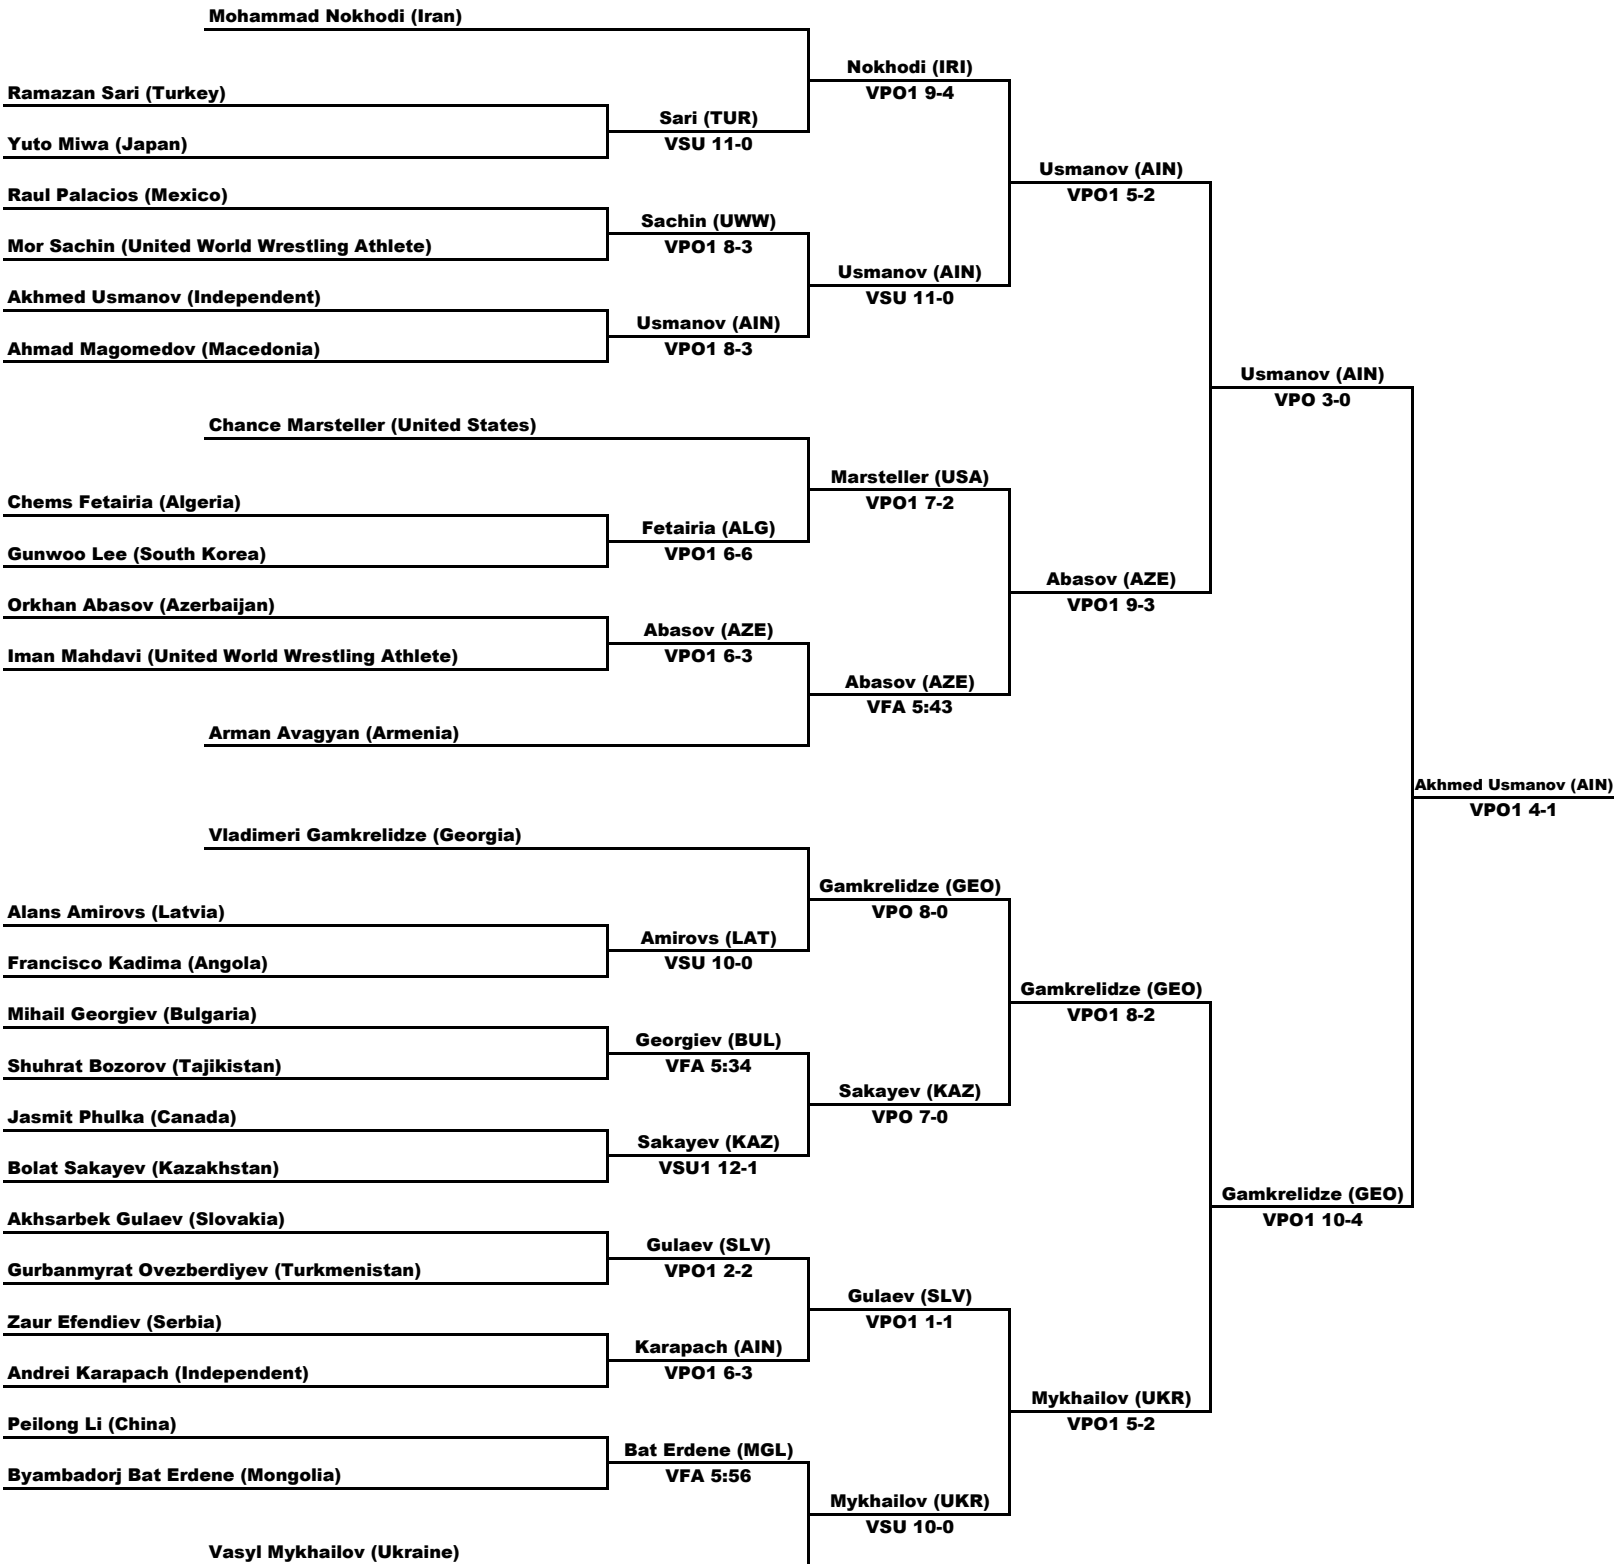 Mohammad Nokhodi (Iran)
Nokhodi (IRI)
VPO1 9-4
Ramazan Sari (Turkey)
Sari (TUR)
VSU 11-0
Yuto Miwa (Japan)
Usmanov (AIN)
VPO1 5-2
Raul Palacios (Mexico)
Sachin (UWW)
VPO1 8-3
Mor Sachin (United World Wrestling Athlete)
Usmanov (AIN)
VSU 11-0
Akhmed Usmanov (Independent)
Usmanov (AIN)
VPO1 8-3
Ahmad Magomedov (Macedonia)
Usmanov (AIN)
VPO 3-0
Chance Marsteller (United States)
Marsteller (USA)
VPO1 7-2
Chems Fetairia (Algeria)
Fetairia (ALG)
VPO1 6-6
Gunwoo Lee (South Korea)
Abasov (AZE)
VPO1 9-3
Orkhan Abasov (Azerbaijan)
Abasov (AZE)
VPO1 6-3
Iman Mahdavi (United World Wrestling Athlete)
Abasov (AZE)
VFA 5:43
Arman Avagyan (Armenia)
Akhmed Usmanov (AIN)
VPO1 4-1
Vladimeri Gamkrelidze (Georgia)
Gamkrelidze (GEO)
VPO 8-0
Alans Amirovs (Latvia)
Amirovs (LAT)
VSU 10-0
Francisco Kadima (Angola)
Gamkrelidze (GEO)
VPO1 8-2
Mihail Georgiev (Bulgaria)
Georgiev (BUL)
VFA 5:34
Shuhrat Bozorov (Tajikistan)
Sakayev (KAZ)
VPO 7-0
Jasmit Phulka (Canada)
Sakayev (KAZ)
VSU1 12-1
Bolat Sakayev (Kazakhstan)
Gamkrelidze (GEO)
VPO1 10-4
Akhsarbek Gulaev (Slovakia)
Gulaev (SLV)
VPO1 2-2
Gurbanmyrat Ovezberdiyev (Turkmenistan)
Gulaev (SLV)
VPO1 1-1
Zaur Efendiev (Serbia)
Karapach (AIN)
VPO1 6-3
Andrei Karapach (Independent)
Mykhailov (UKR)
VPO1 5-2
Peilong Li (China)
Bat Erdene (MGL)
VFA 5:56
Byambadorj Bat Erdene (Mongolia)
Mykhailov (UKR)
VSU 10-0
Vasyl Mykhailov (Ukraine)